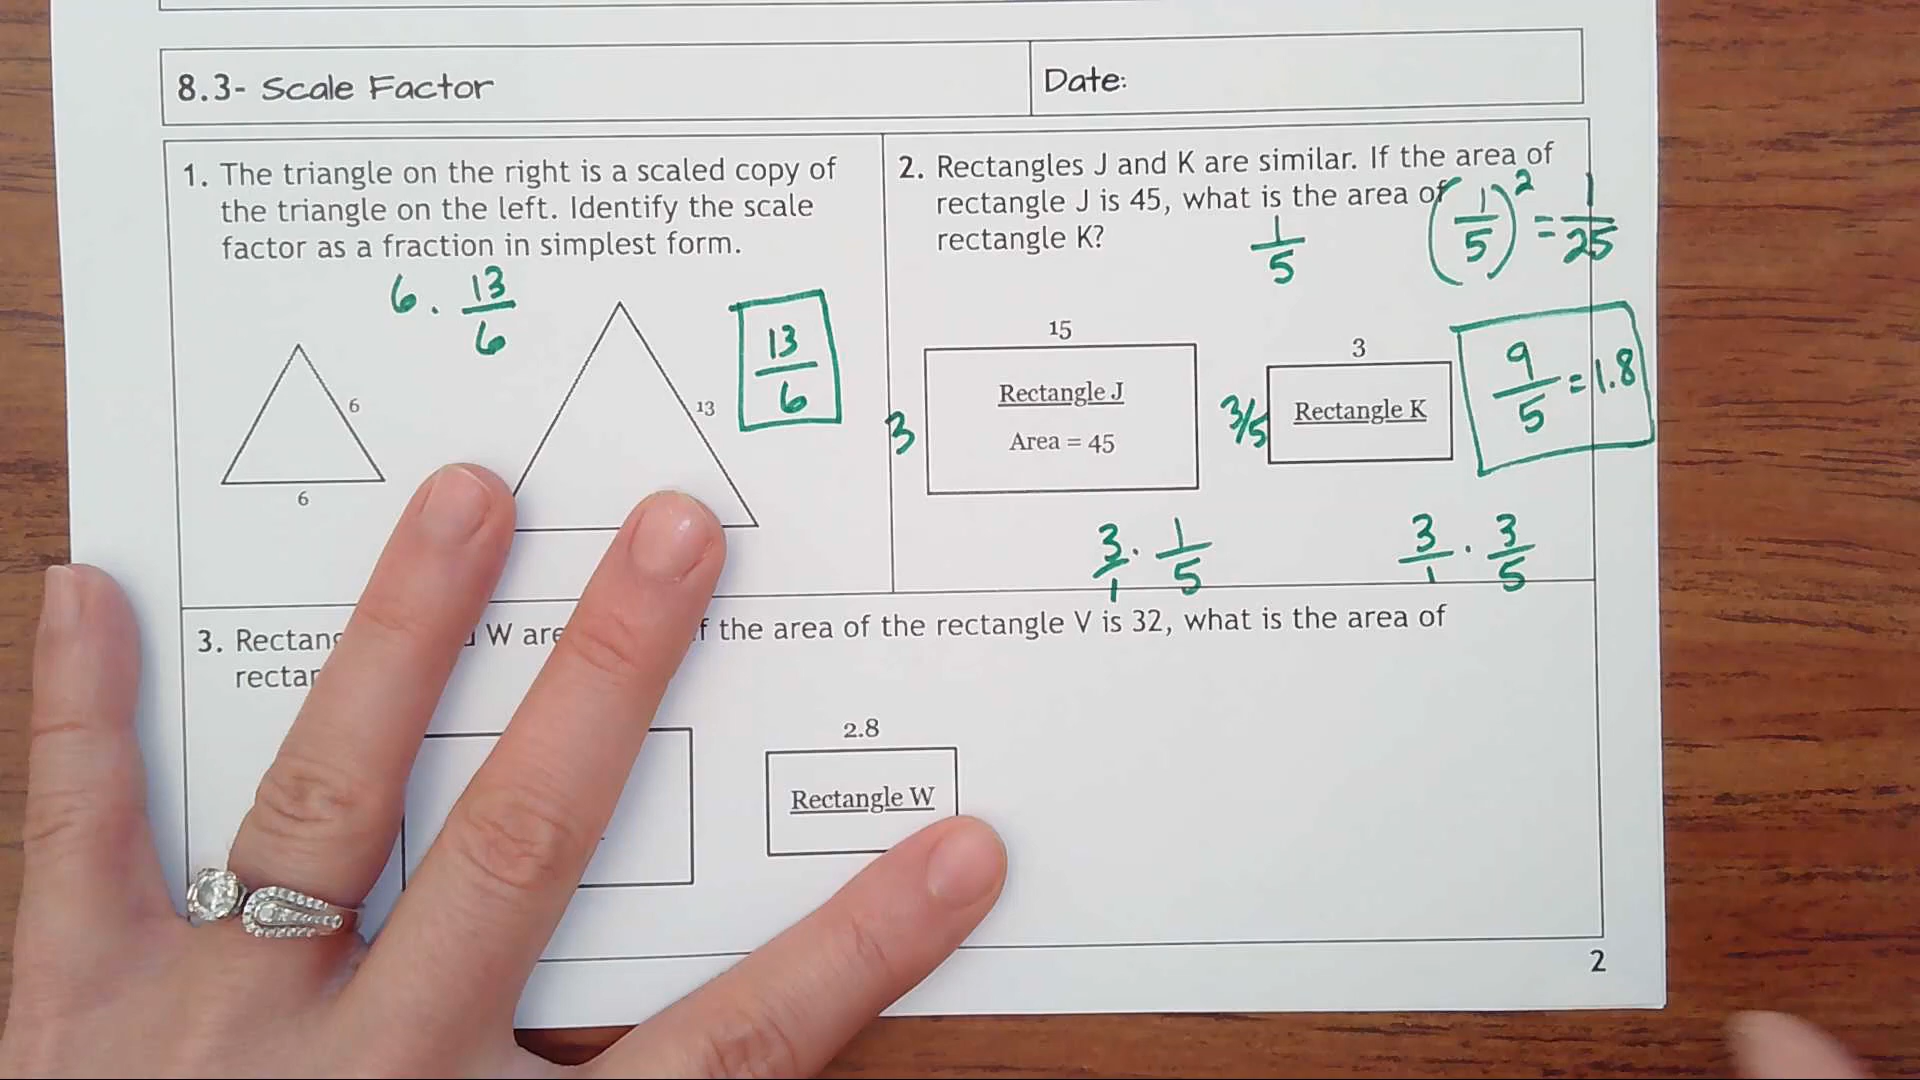 8.3- Scale Factor
Date:
1. The triangle on the right is a scaled copy of
the triangle on the left. Identify the scale
factor as a fraction in simplest form.
6 · 13/6
6
6
13
13/6
2. Rectangles J and K are similar. If the area of
rectangle J is 45, what is the area of
rectangle K?
1/5
(1/5)² = 1/25
15
3
Rectangle J
Area = 45
3
3/5
Rectangle K
9/5 = 1.8
3/1 · 1/5
3/1 · 3/5
3. W are the area of the rectangle V is 32, what is the area of
2.8
Rectangle W
2